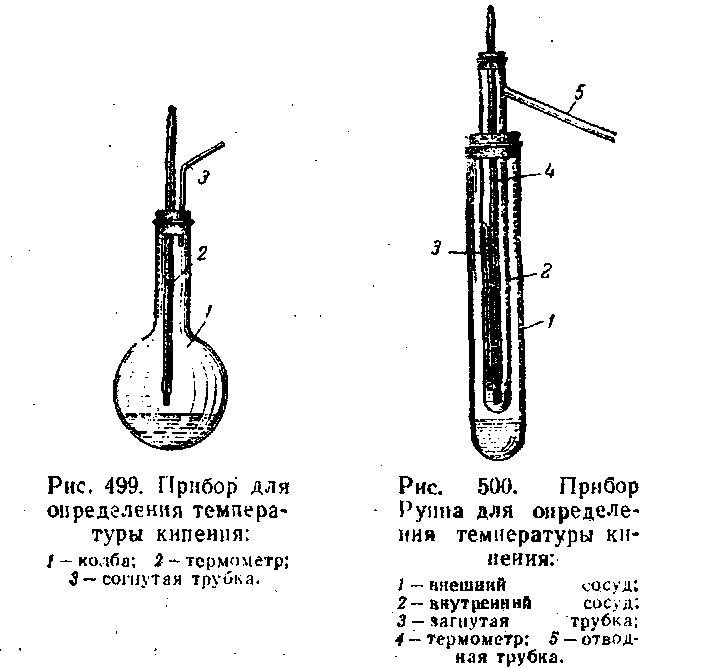 3
2
1
Рис. 499. Прибор для
определения темпера-
туры кипения:
1 — колба; 2 — термометр;
3 — согнутая трубка.
5
4
3
2
1
Рис. 500. Прибор
Руппа для определе-
ния температуры ки-
пения:
1 — внешний сосуд;
2 — внутренний сосуд;
3 — загнутая трубка;
4 — термометр; 5 — отвод-
ная трубка.